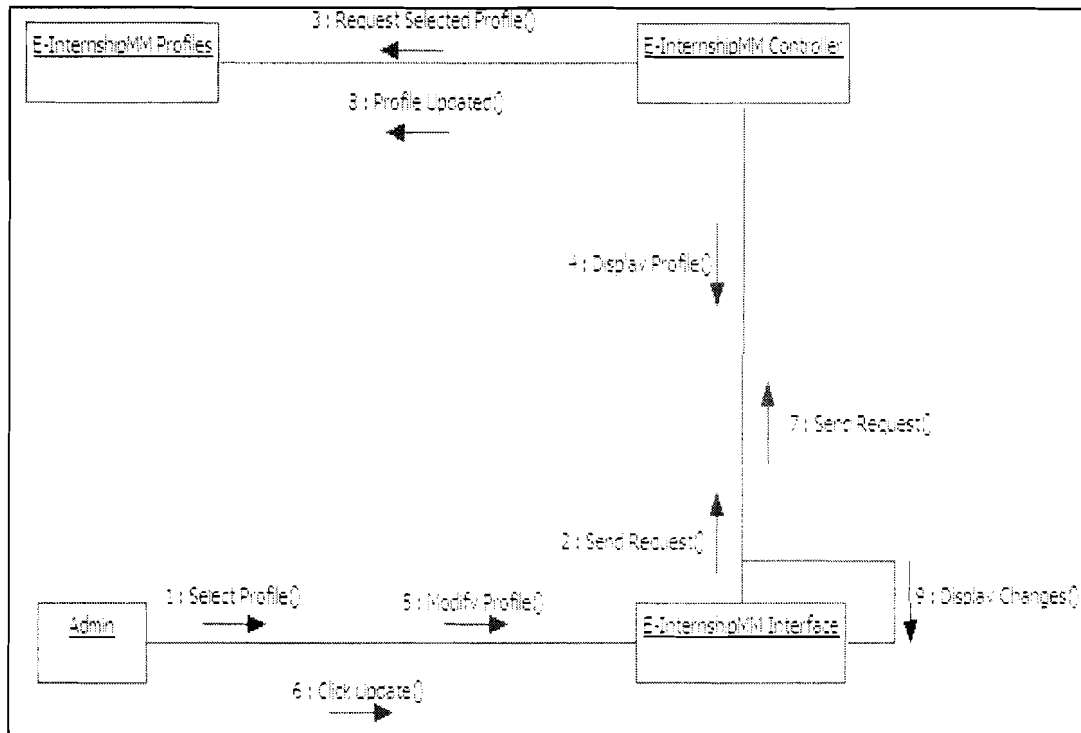 3 : Request Selected Profile()
E-InternshipMM Profiles
E-InternshipMM Controller
8 : Profile Updated()
4 : Display Profile()
7 : Send Request()
2 : Send Request()
1 : Select Profile()
5 : Modify Profile()
9 : Display Changes()
Admin
E-InternshipMM Interface
6 : Click Update()